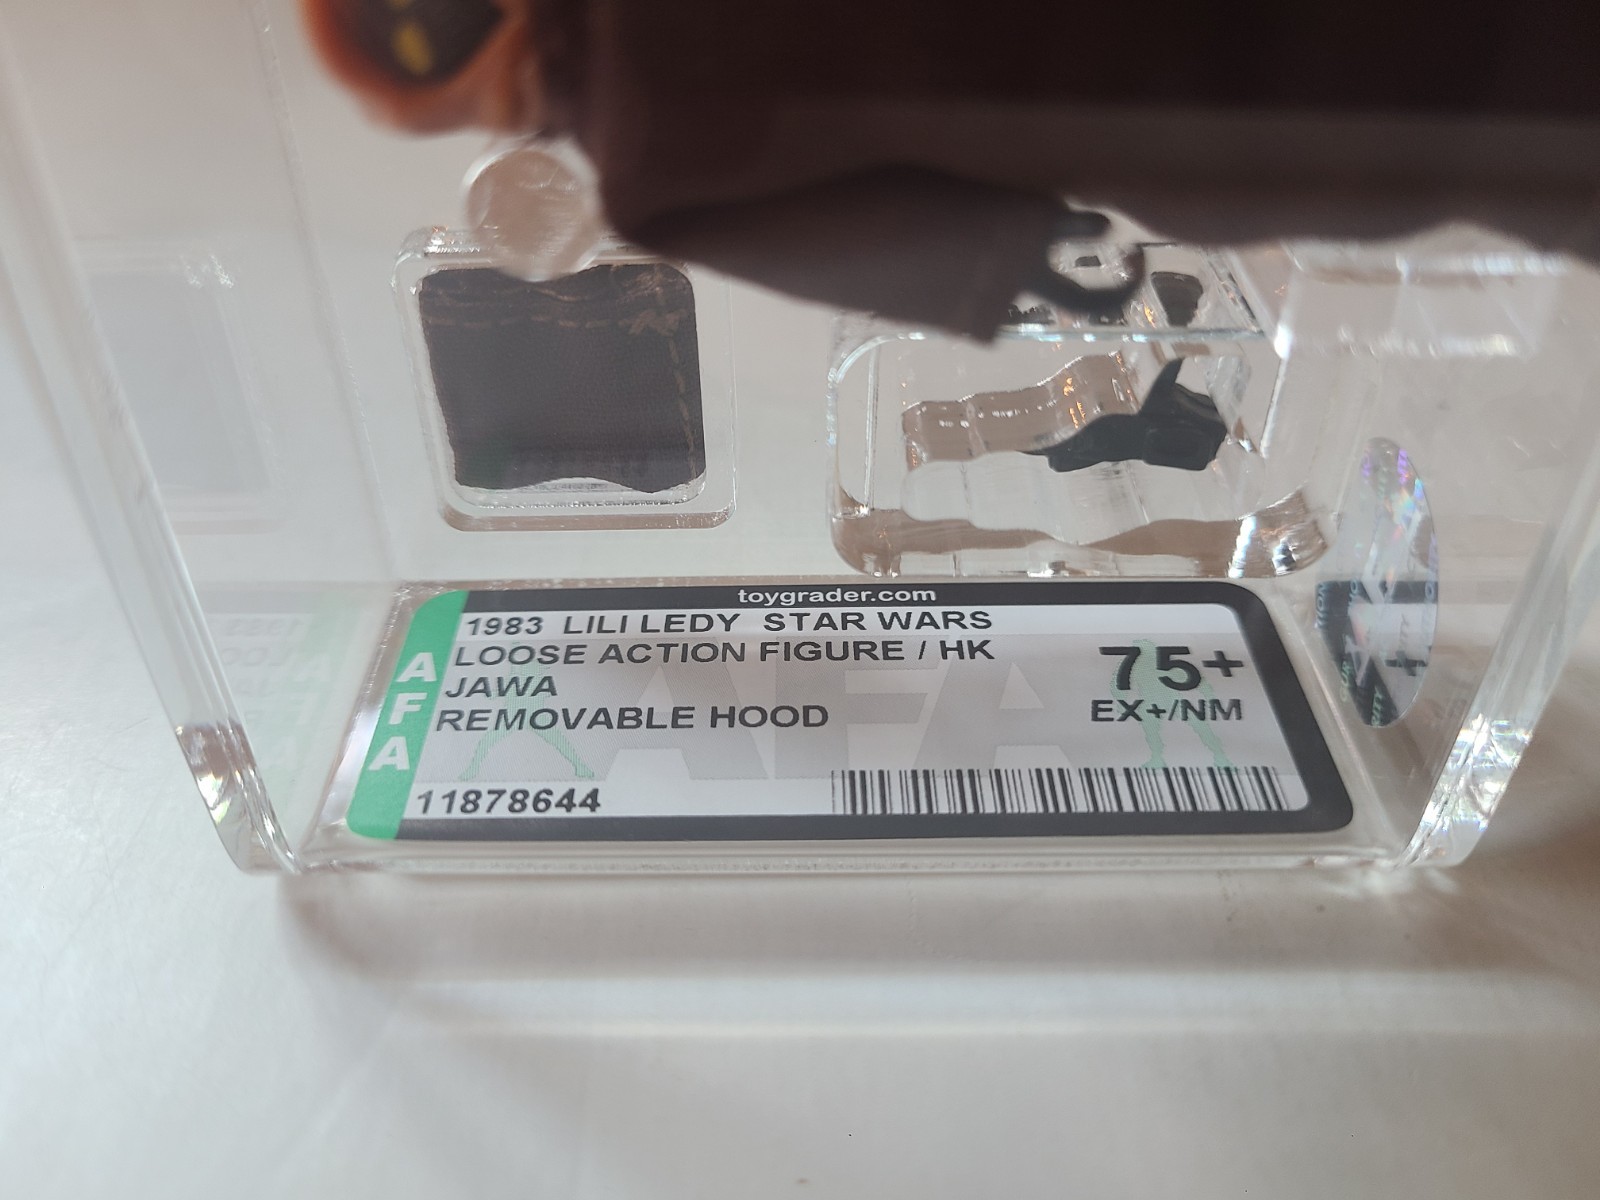 toygrader.com
1983 LILI LEDY STAR WARS
LOOSE ACTION FIGURE / HK
JAWA
REMOVABLE HOOD
75+
EX+/NM
AFA
AFA
11878644